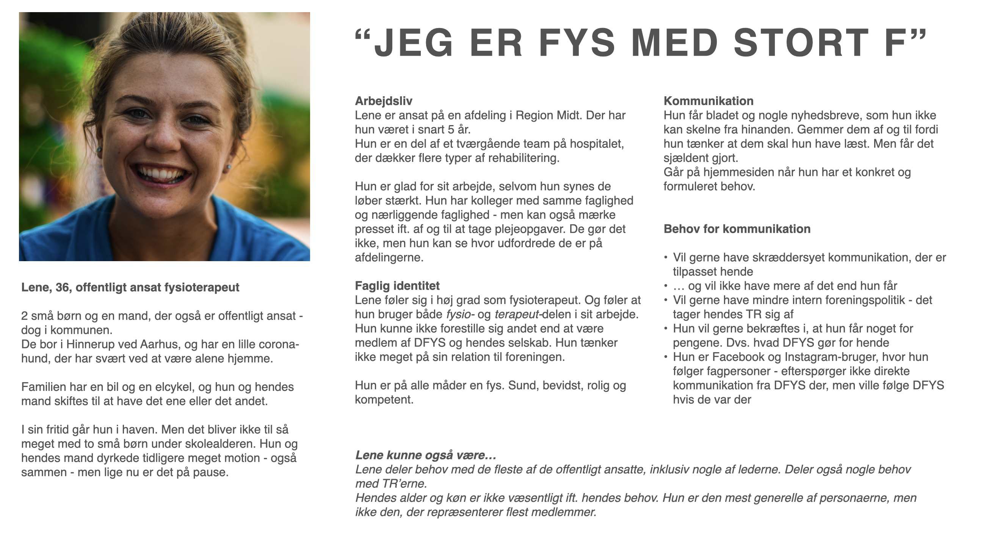 “JEG ER FYS MED STORT F”
Lene, 36, offentligt ansat fysioterapeut
2 små børn og en mand, der også er offentligt ansat -
dog i kommunen.
De bor i Hinnerup ved Aarhus, og har en lille corona-
hund, der har svært ved at være alene hjemme.
Familien har en bil og en elcykel, og hun og hendes
mand skiftes til at have det ene eller det andet.
I sin fritid går hun i haven. Men det bliver ikke til så
meget med to små børn under skolealderen. Hun og
hendes mand dyrkede tidligere meget motion - også
sammen - men lige nu er det på pause.
Arbejdsliv
Lene er ansat på en afdeling i Region Midt. Der har
hun været i snart 5 år.
Hun er en del af et tværgående team på hospitalet,
der dækker flere typer af rehabilitering.
Hun er glad for sit arbejde, selvom hun synes de
løber stærkt. Hun har kolleger med samme faglighed
og nærliggende faglighed - men kan også mærke
presset ift. af og til at tage plejeopgaver. De gør det
ikke, men hun kan se hvor udfordrede de er på
afdelingerne.
Faglig identitet
Lene føler sig i høj grad som fysioterapeut. Og føler at
hun bruger både fysio- og terapeut-delen i sit arbejde.
Hun kunne ikke forestille sig andet end at være
medlem af DFYS og hendes selskab. Hun tænker
ikke meget på sin relation til foreningen.
Hun er på alle måder en fys. Sund, bevidst, rolig og
kompetent.
Kommunikation
Hun får bladet og nogle nyhedsbreve, som hun ikke
kan skelne fra hinanden. Gemmer dem af og til fordi
hun tænker at dem skal hun have læst. Men får det
sjældent gjort.
Går på hjemmesiden når hun har et konkret og
formuleret behov.
Behov for kommunikation
• Vil gerne have skræddersyet kommunikation, der er
tilpasset hende
• … og vil ikke have mere af det end hun får
• Vil gerne have mindre intern foreningspolitik - det
tager hendes TR sig af
• Hun vil gerne bekræftes i, at hun får noget for
pengene. Dvs. hvad DFYS gør for hende
• Hun er Facebook og Instagram-bruger, hvor hun
følger fagpersoner - efterspørger ikke direkte
kommunikation fra DFYS der, men ville følge DFYS
hvis de var der
Lene kunne også være…
Lene deler behov med de fleste af de offentligt ansatte, inklusiv nogle af lederne. Deler også nogle behov
med TR’erne.
Hendes alder og køn er ikke væsentligt ift. hendes behov. Hun er den mest generelle af personaerne, men
ikke den, der repræsenterer flest medlemmer.